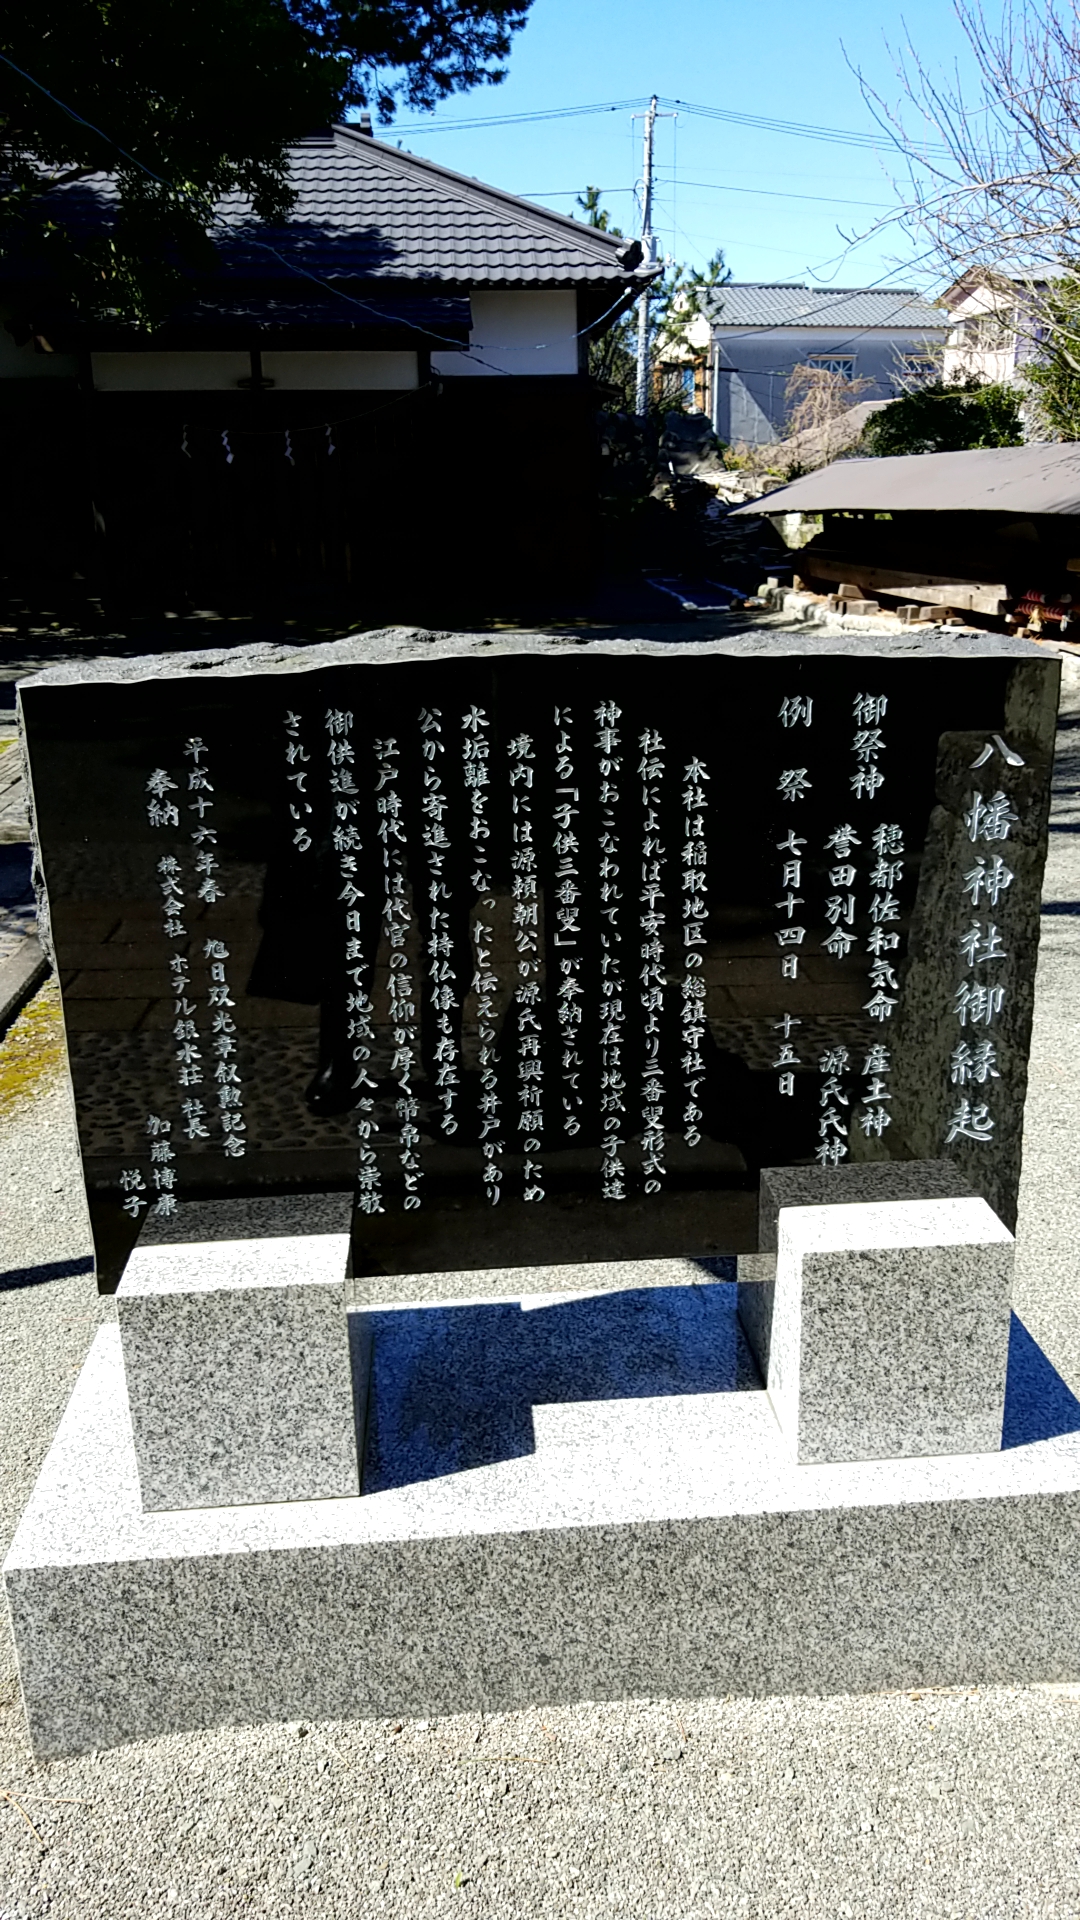 八幡神社御縁起
御祭神 穂都佐和気命 産土神
誉田別命 源氏氏神
例祭 七月十四日 十五日
本社は稲取地区の総鎮守社である
社伝によれば平安時代頃より三番叟形式の
神事がおこなわれていたが現在は地域の子供達
による「子供三番叟」が奉納されている
境内には源頼朝公が源氏再興祈願のため
水垢離をおこなったと伝えられる井戸があり
公から寄進された持仏像も存在する
江戸時代には代官の信仰が厚く幣帛などの
御供進が続き今日まで地域の人々から崇敬
されている
平成十六年春 旭日双光章叙勲記念
奉納 株式会社 ホテル銀水荘 社長 加藤博康
悦子